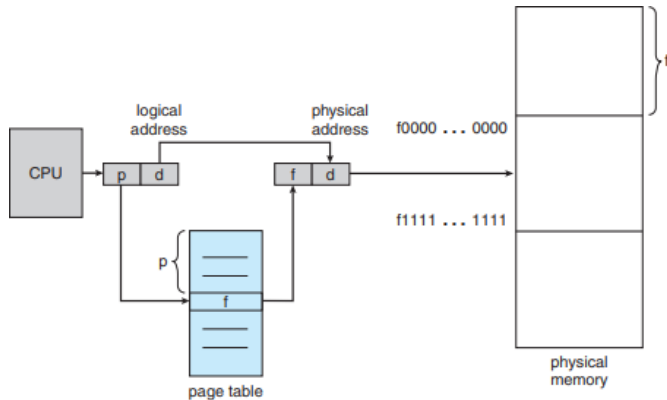 logical
address
physical
address
f0000 ... 0000
f
CPU
p
d
f
d
f1111 ... 1111
p
f
page table
physical
memory